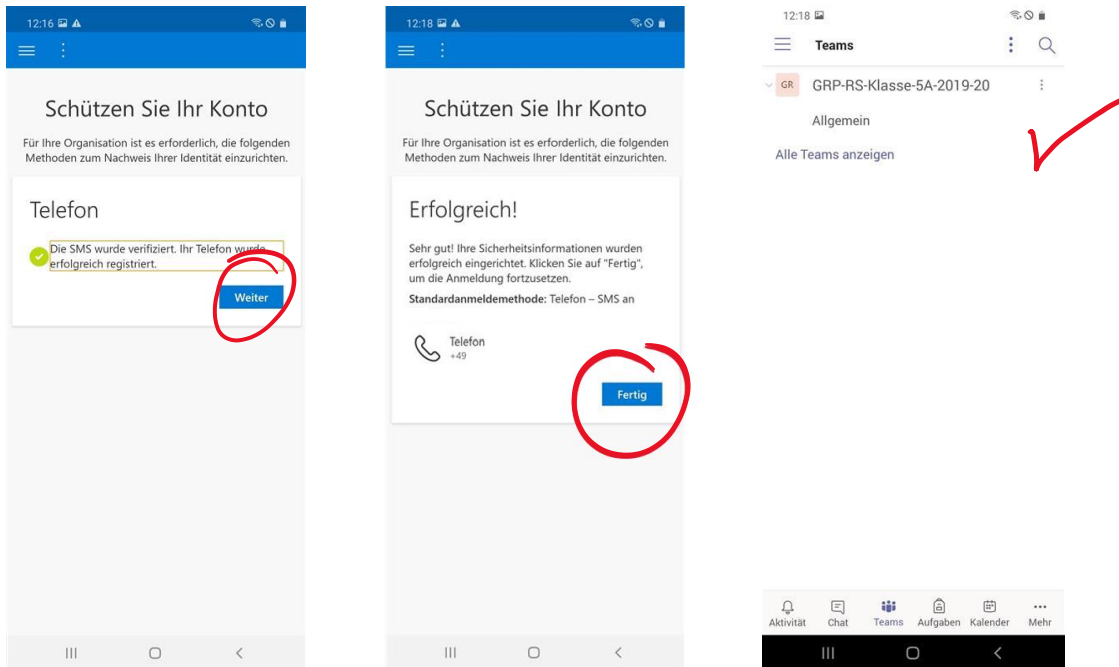 12:16
Schützen Sie Ihr Konto
Für Ihre Organisation ist es erforderlich, die folgenden
Methoden zum Nachweis Ihrer Identität einzurichten.
Telefon
Die SMS wurde verifiziert. Ihr Telefon wurde
erfolgreich registriert.
Weiter
12:18
Schützen Sie Ihr Konto
Für Ihre Organisation ist es erforderlich, die folgenden
Methoden zum Nachweis Ihrer Identität einzurichten.
Erfolgreich!
Sehr gut! Ihre Sicherheitsinformationen wurden
erfolgreich eingerichtet. Klicken Sie auf "Fertig",
um die Anmeldung fortzusetzen.
Standardanmeldemethode: Telefon – SMS an
Telefon
+49
Fertig
12:18
Teams
GR GRP-RS-Klasse-5A-2019-20
Allgemein
Alle Teams anzeigen
Aktivität Chat Teams Aufgaben Kalender Mehr